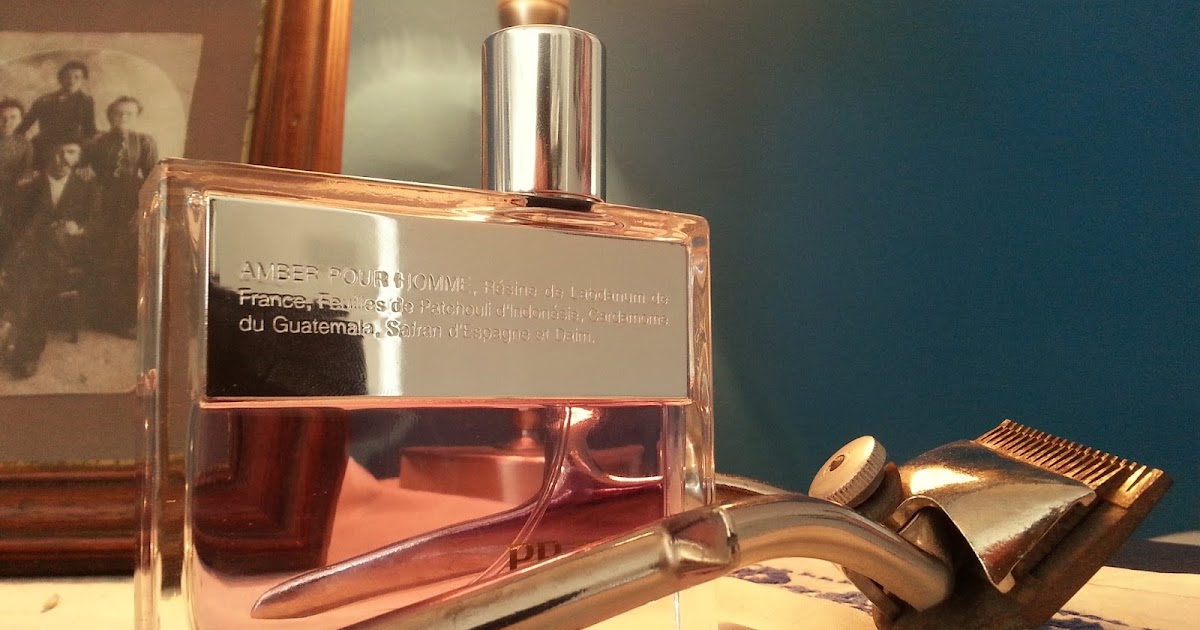 AMBER POUR HOMME, Résine de Labdanum de
France, Feuilles de Patchouli d'Indonésie, Cardamome
du Guatemala, Safran d'Espagne et Daim.
PR